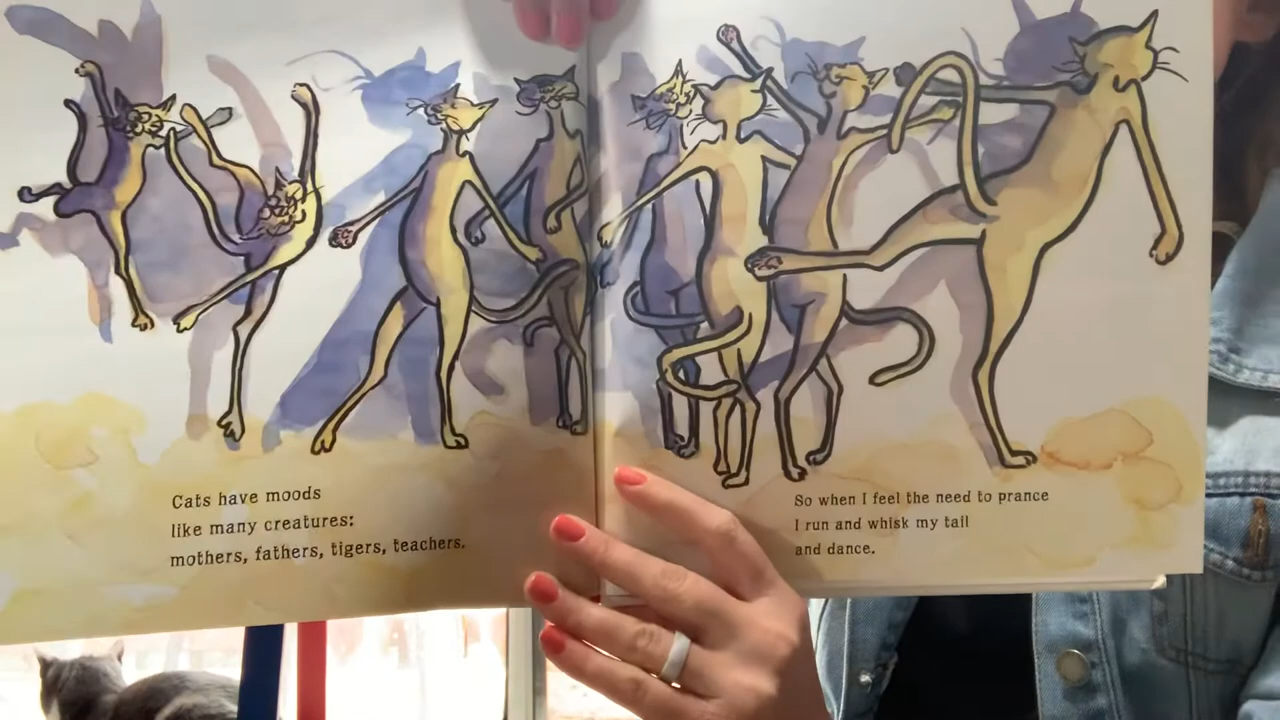 Cats have moods
like many creatures:
mothers, fathers, tigers, teachers.
So when I feel the need to prance
I run and whisk my tail
and dance.